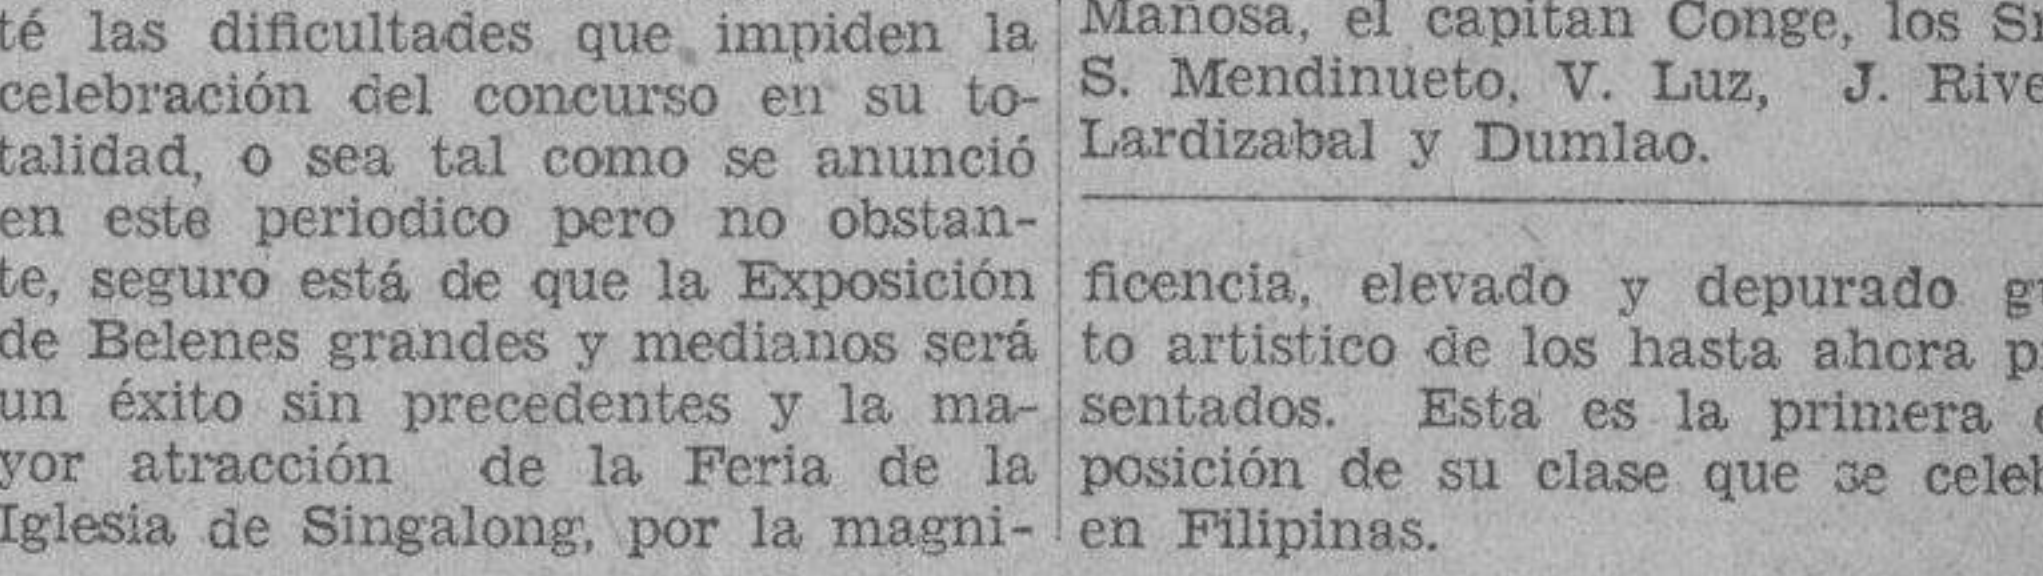 té las dificultades que impiden la
celebración del concurso en su to-
talidad, o sea tal como se anunció
en este periodico pero no obstan-
te, seguro está de que la Exposición
de Belenes grandes y medianos será
un éxito sin precedentes y la ma-
yor atracción de la Feria de la
Iglesia de Singalong, por la magni-
Mañosa, el capitan Conge, los
S. Mendinueto, V. Luz, J.
Lardizabal y Dumlao.
ficencia, elevado y depurado
to artistico de los hasta ahora
sentados. Esta es la primera
posición de su clase que se
en Filipinas.